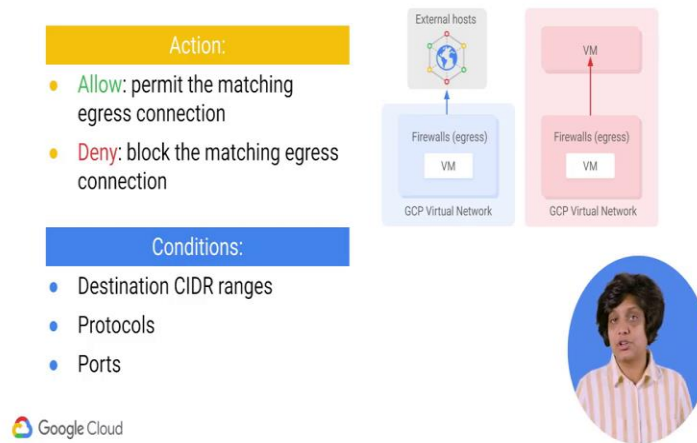 Action:
Allow: permit the matching
egress connection
Deny: block the matching egress
connection
Conditions:
Destination CIDR ranges
Protocols
Ports
External hosts
Firewalls (egress)
VM
GCP Virtual Network
VM
Firewalls (egress)
VM
GCP Virtual Network
Google Cloud